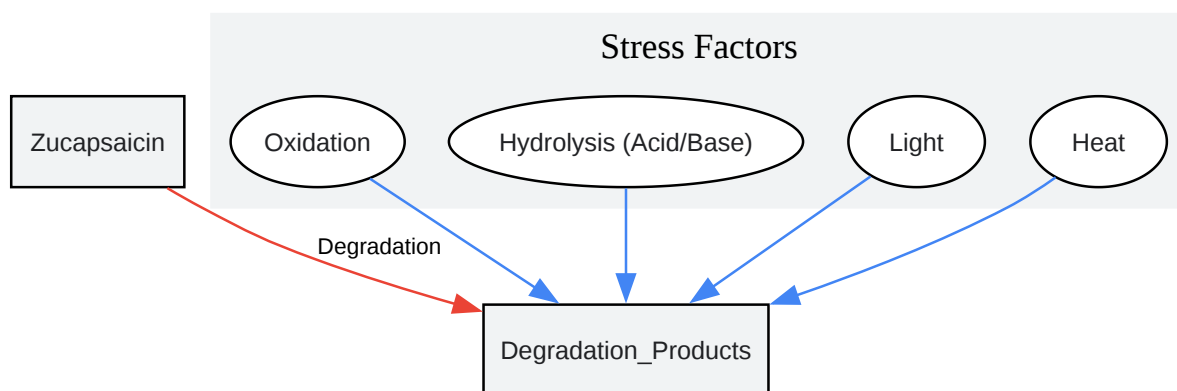 Stress Factors
Zucapsaicin
Oxidation
Hydrolysis (Acid/Base)
Light
Heat
Degradation
Degradation_Products